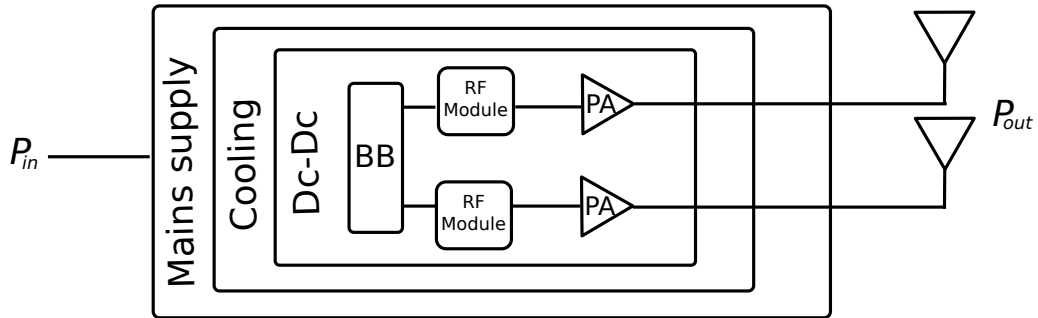 P_in
Mains supply
Cooling
Dc-Dc
BB
RF
Module
PA
RF
Module
PA
P_out